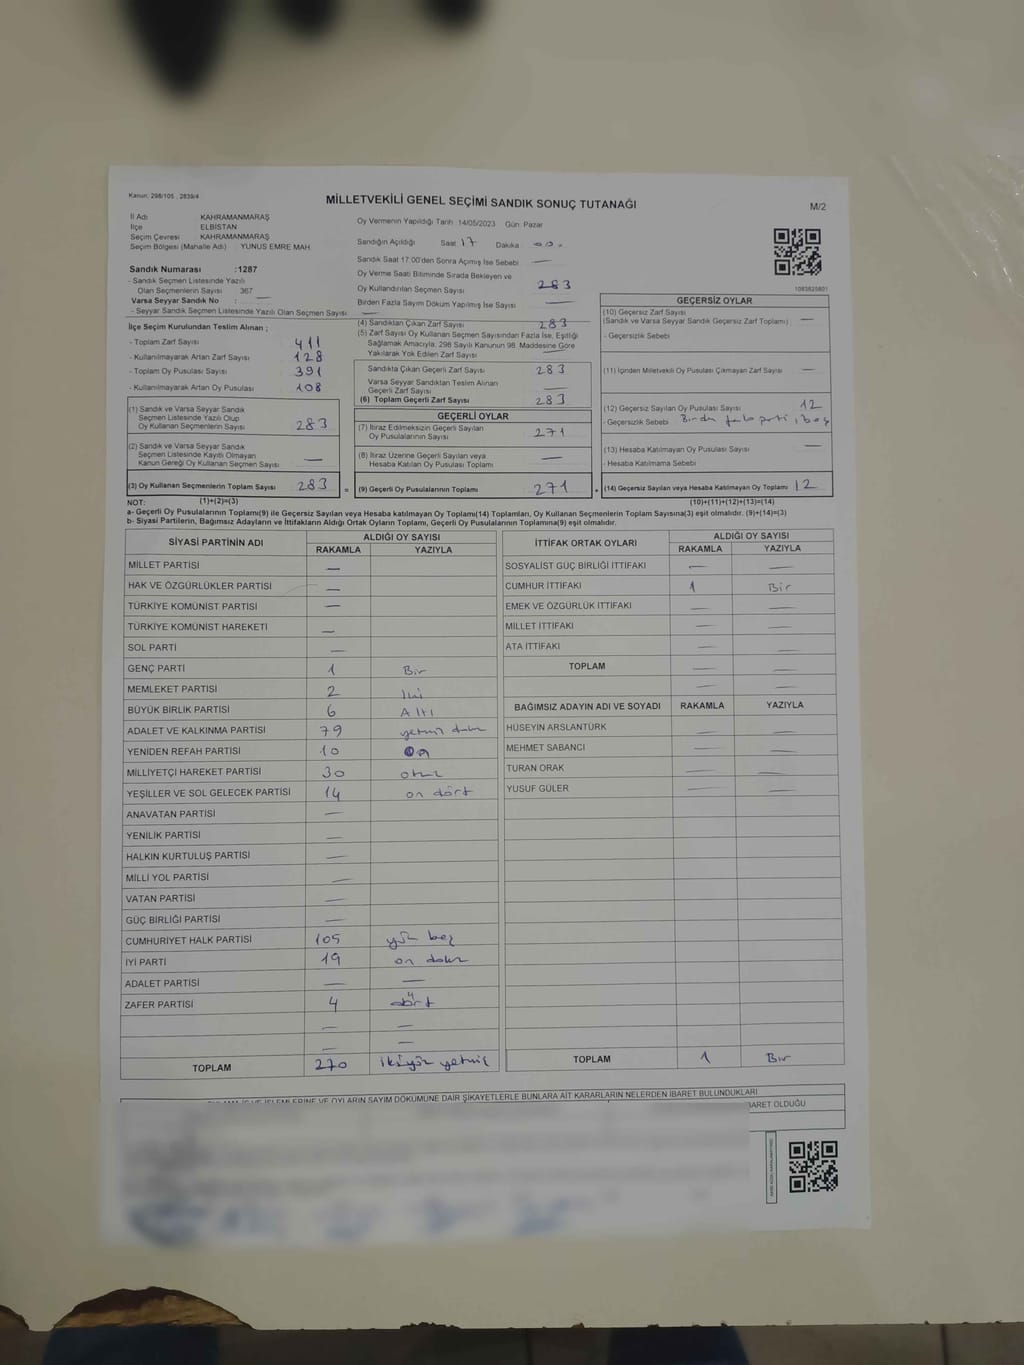 Kanun: 298/105 , 2839/4
MİLLETVEKİLİ GENEL SEÇİMİ SANDIK SONUÇ TUTANAĞI
M/2
İl Adı KAHRAMANMARAŞ
İlçe ELBİSTAN
Seçim Çevresi KAHRAMANMARAŞ
Seçim Bölgesi (Mahalle Adı) YUNUS EMRE MAH
Sandık Numarası :1287
- Sandık Seçmen Listesinde Yazılı
Olan Seçmenlerin Sayısı 367
Varsa Seyyar Sandık No : —
- Seyyar Sandık Seçmen Listesinde Yazılı Olan Seçmen Sayısı: —
İlçe Seçim Kurulundan Teslim Alınan ;
- Toplam Zarf Sayısı 411
- Kullanılmayarak Artan Zarf Sayısı 128
- Toplam Oy Pusulası Sayısı 391
- Kullanılmayarak Artan Oy Pusulası 108
(1) Sandık ve Varsa Seyyar Sandık
Seçmen Listesinde Yazılı Olup
Oy Kullanan Seçmenlerin Sayısı 283
(2) Sandık ve Varsa Seyyar Sandık
Seçmen Listesinde Kayıtlı Olmayan
Kanun Gereği Oy Kullanan Seçmen Sayısı —
(3) Oy Kullanan Seçmenlerin Toplam Sayısı 283
Oy Vermenin Yapıldığı Tarih :14/05/2023 Gün: Pazar
Sandığın Açıldığı Saat 17 Dakika 00
Sandık Saat 17.00'den Sonra Açımış İse Sebebi —
Oy Verme Saati Bitiminde Sırada Bekleyen ve
Oy Kullandırılan Seçmen Sayısı 283
Birden Fazla Sayım Döküm Yapılmış İse Sayısı —
(4) Sandıktan Çıkan Zarf Sayısı 283
(5) Zarf Sayısı Oy Kullanan Seçmen Sayısından Fazla İse, Eşitliği
Sağlamak Amacıyla, 298 Sayılı Kanunun 98. Maddesine Göre
Yakılarak Yok Edilen Zarf Sayısı —
Sandıkta Çıkan Geçerli Zarf Sayısı 283
Varsa Seyyar Sandıktan Teslim Alınan
Geçerli Zarf Sayısı —
(6) Toplam Geçerli Zarf Sayısı 283
GEÇERLİ OYLAR
(7) İtiraz Edilmeksizin Geçerli Sayılan
Oy Pusulalarının Sayısı 271
(8) İtiraz Üzerine Geçerli Sayılan veya
Hesaba Katılan Oy Pusulası Toplamı —
= (9) Geçerli Oy Pusulalarının Toplamı 271
1083825801
GEÇERSİZ OYLAR
(10) Geçersiz Zarf Sayısı
(Sandık ve Varsa Seyyar Sandık Geçersiz Zarf Toplamı) : —
- Geçersizlik Sebebi
(11) İçinden Milletvekili Oy Pusulası Çıkmayan Zarf Sayısı —
(12) Geçersiz Sayılan Oy Pusulası Sayısı 12
- Geçersizlik Sebebi parti, boş
(13) Hesaba Katılmayan Oy Pusulası Sayısı —
- Hesaba Katılmama Sebebi
+ (14) Geçersiz Sayılan veya Hesaba Katılmayan Oy Toplamı 12
NOT: (1)+(2)=(3) (10)+(11)+(12)+(13)=(14)
a- Geçerli Oy Pusulalarının Toplamı(9) ile Geçersiz Sayılan veya Hesaba katılmayan Oy Toplamı(14) Toplamları, Oy Kullanan Seçmenlerin Toplam Sayısına(3) eşit olmalıdır. (9)+(14)=(3)
b- Siyasi Partilerin, Bağımsız Adayların ve İttifakların Aldığı Ortak Oyların Toplamı, Geçerli Oy Pusulalarının Toplamına(9) eşit olmalıdır.
SİYASİ PARTİNİN ADI ALDIĞI OY SAYISI
RAKAMLA YAZIYLA
MİLLET PARTİSİ —
HAK VE ÖZGÜRLÜKLER PARTİSİ —
TÜRKİYE KOMÜNİST PARTİSİ —
TÜRKİYE KOMÜNİST HAREKETİ —
SOL PARTİ —
GENÇ PARTİ 1 Bir
MEMLEKET PARTİSİ 2 İki
BÜYÜK BİRLİK PARTİSİ 6 Altı
ADALET VE KALKINMA PARTİSİ 79 yetmiş dokuz
YENİDEN REFAH PARTİSİ 10 On
MİLLİYETÇİ HAREKET PARTİSİ 30 otuz
YEŞİLLER VE SOL GELECEK PARTİSİ 14 on dört
ANAVATAN PARTİSİ —
YENİLİK PARTİSİ —
HALKIN KURTULUŞ PARTİSİ —
MİLLİ YOL PARTİSİ —
VATAN PARTİSİ —
GÜÇ BİRLİĞİ PARTİSİ —
CUMHURİYET HALK PARTİSİ 105 yüz beş
İYİ PARTİ 19 on dokuz
ADALET PARTİSİ — —
ZAFER PARTİSİ 4 dört
— —
— —
TOPLAM 270 ikiyüz yetmiş
İTTİFAK ORTAK OYLARI ALDIĞI OY SAYISI
RAKAMLA YAZIYLA
SOSYALİST GÜÇ BİRLİĞİ İTTİFAKI — —
CUMHUR İTTİFAKI 1 Bir
EMEK VE ÖZGÜRLÜK İTTİFAKI — —
MİLLET İTTİFAKI — —
ATA İTTİFAKI — —
TOPLAM — —
— —
BAĞIMSIZ ADAYIN ADI VE SOYADI RAKAMLA YAZIYLA
HÜSEYİN ARSLANTÜRK — —
MEHMET SABANCI — —
TURAN ORAK — —
YUSUF GÜLER — —
TOPLAM 1 Bir
İŞLEMLERİNE VE OYLARIN SAYIM DÖKÜMÜNE DAİR ŞİKAYETLERLE BUNLARA AİT KARARLARIN NELERDEN İBARET BULUNDUKLARI
BARET OLDUĞU